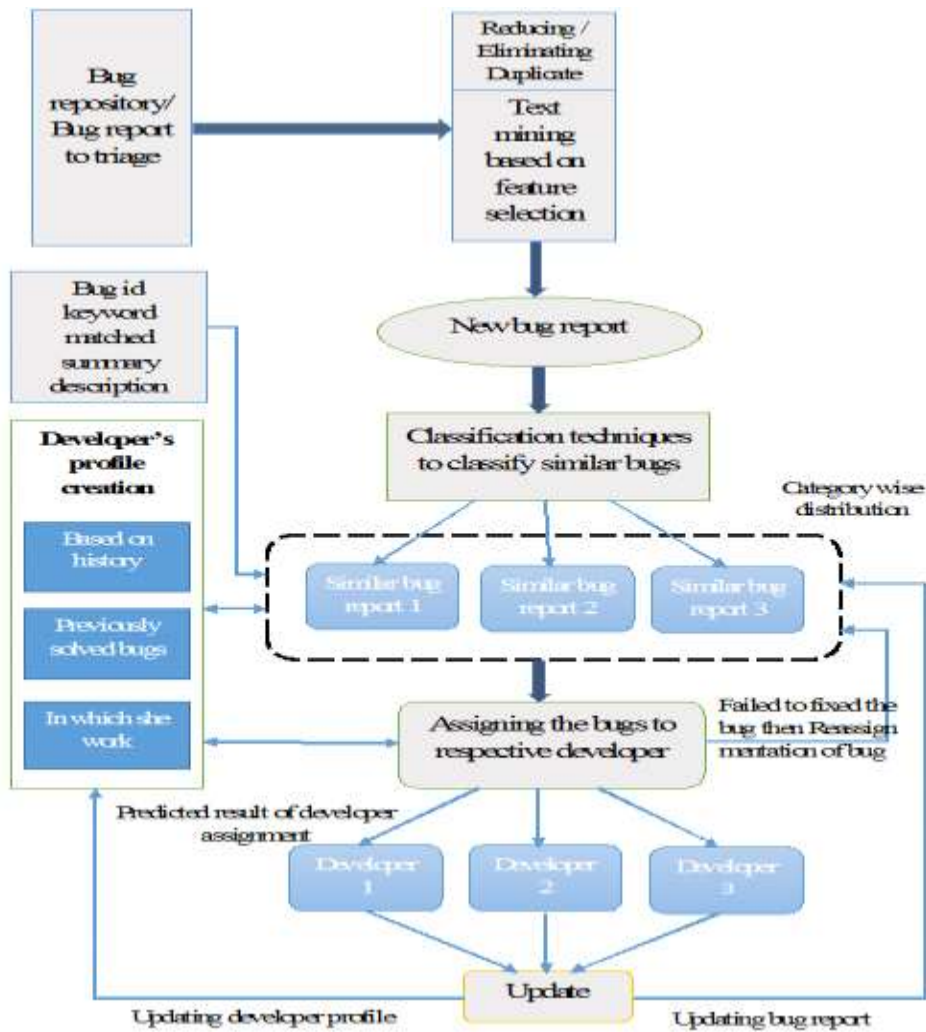 Bug
repository/
Bug report
to triage
Reducing /
Eliminating
Duplicate
Text
mining
based on
feature
selection
Bug id
keyword
matched
summary
description
New bug report
Developer's
profile
creation
Classification techniques
to classify similar bugs
Category wise
distribution
Based on
history
Previously
solved bugs
In which she
work
Similar bug
report 1
Similar bug
report 2
Similar bug
report 3
Assigning the bugs to
respective developer
Failed to fixed the
bug then Reassign
mentation of bug
Predicted result of developer
assignment
Developer
1
Developer
2
Developer
3
Update
Updating developer profile
Updating bug report